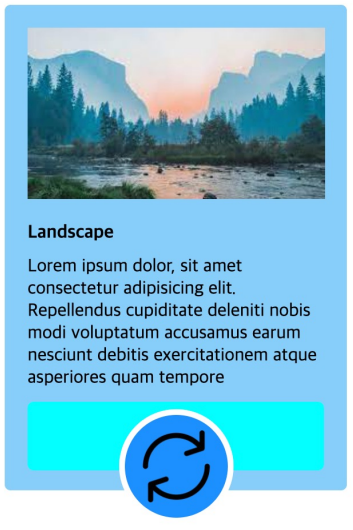 Landscape
Lorem ipsum dolor, sit amet
consectetur adipisicing elit.
Repellendus cupiditate deleniti nobis
modi voluptatum accusamus earum
nesciunt debitis exercitationem atque
asperiores quam tempore